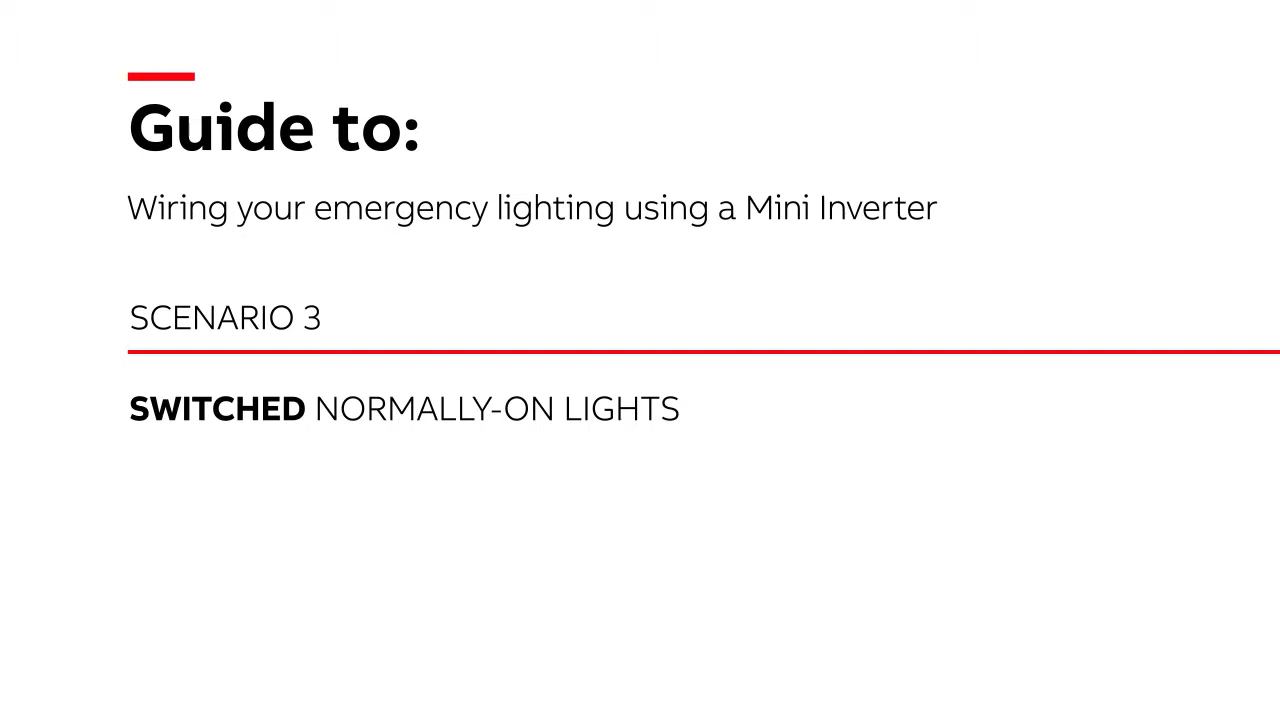 Guide to:
Wiring your emergency lighting using a Mini Inverter
SCENARIO 3
SWITCHED NORMALLY-ON LIGHTS